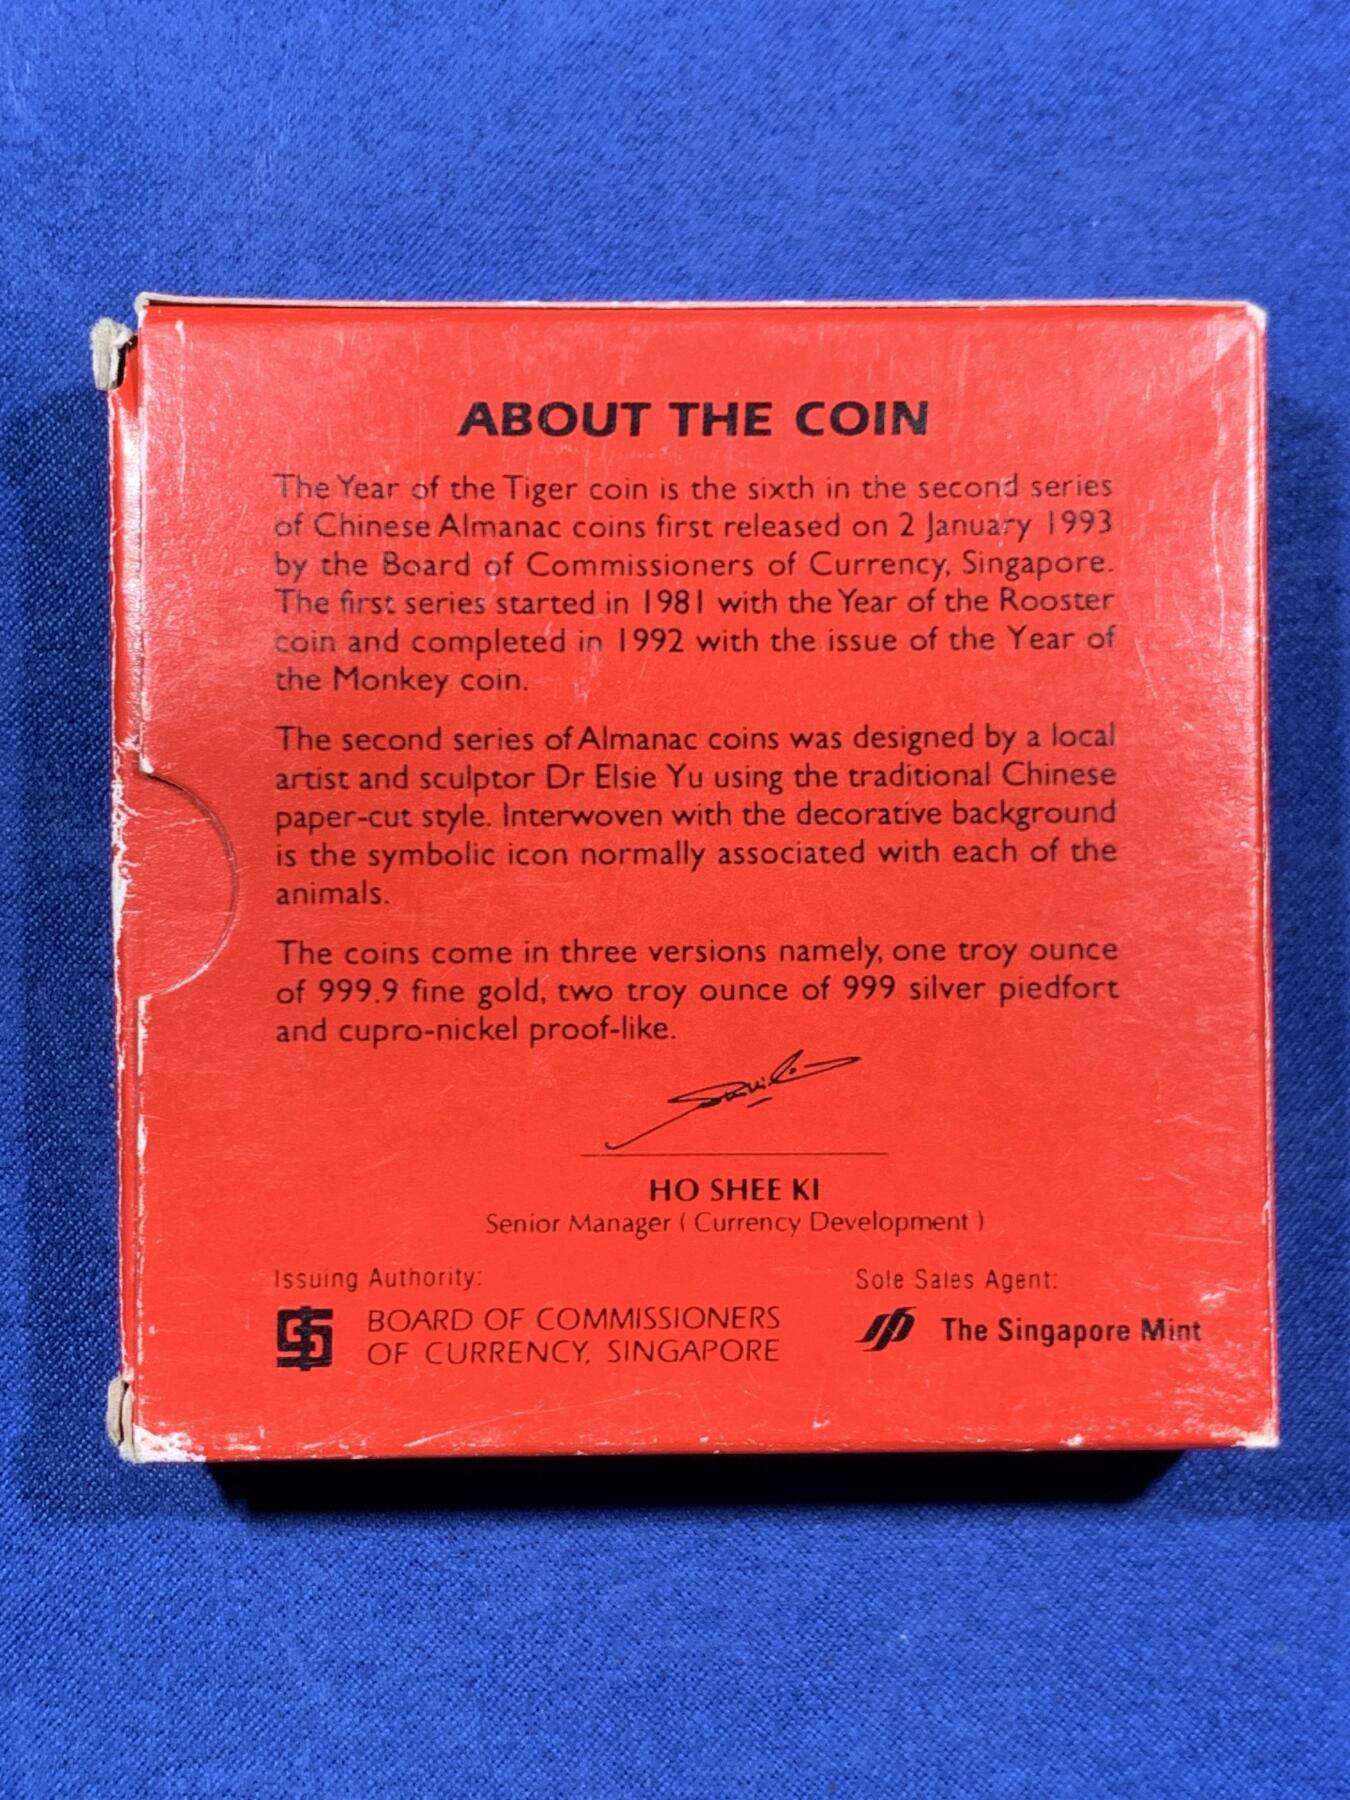 ABOUT THE COIN
The Year of the Tiger coin is the sixth in the second series
of Chinese Almanac coins first released on 2 January 1993
by the Board of Commissioners of Currency, Singapore.
The first series started in 1981 with the Year of the Rooster
coin and completed in 1992 with the issue of the Year of
the Monkey coin.
The second series of Almanac coins was designed by a local
artist and sculptor Dr Elsie Yu using the traditional Chinese
paper-cut style. Interwoven with the decorative background
is the symbolic icon normally associated with each of the
animals.
The coins come in three versions namely, one troy ounce
of 999.9 fine gold, two troy ounce of 999 silver piedfort
and cupro-nickel proof-like.
HO SHEE KI
Senior Manager ( Currency Development )
Issuing Authority:
BOARD OF COMMISSIONERS
OF CURRENCY, SINGAPORE
Sole Sales Agent:
The Singapore Mint